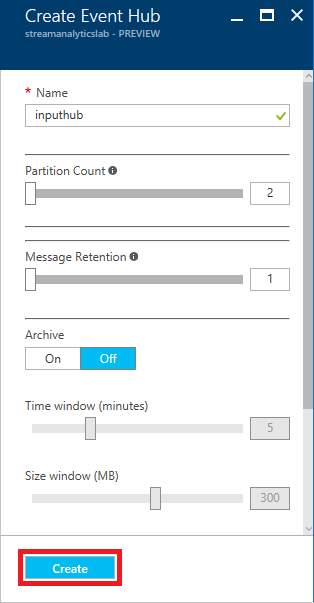 Create Event Hub
streamanalyticslab - PREVIEW
* Name
inputhub
Partition Count
2
Message Retention
1
Archive
On Off
Time window (minutes)
5
Size window (MB)
300
Create